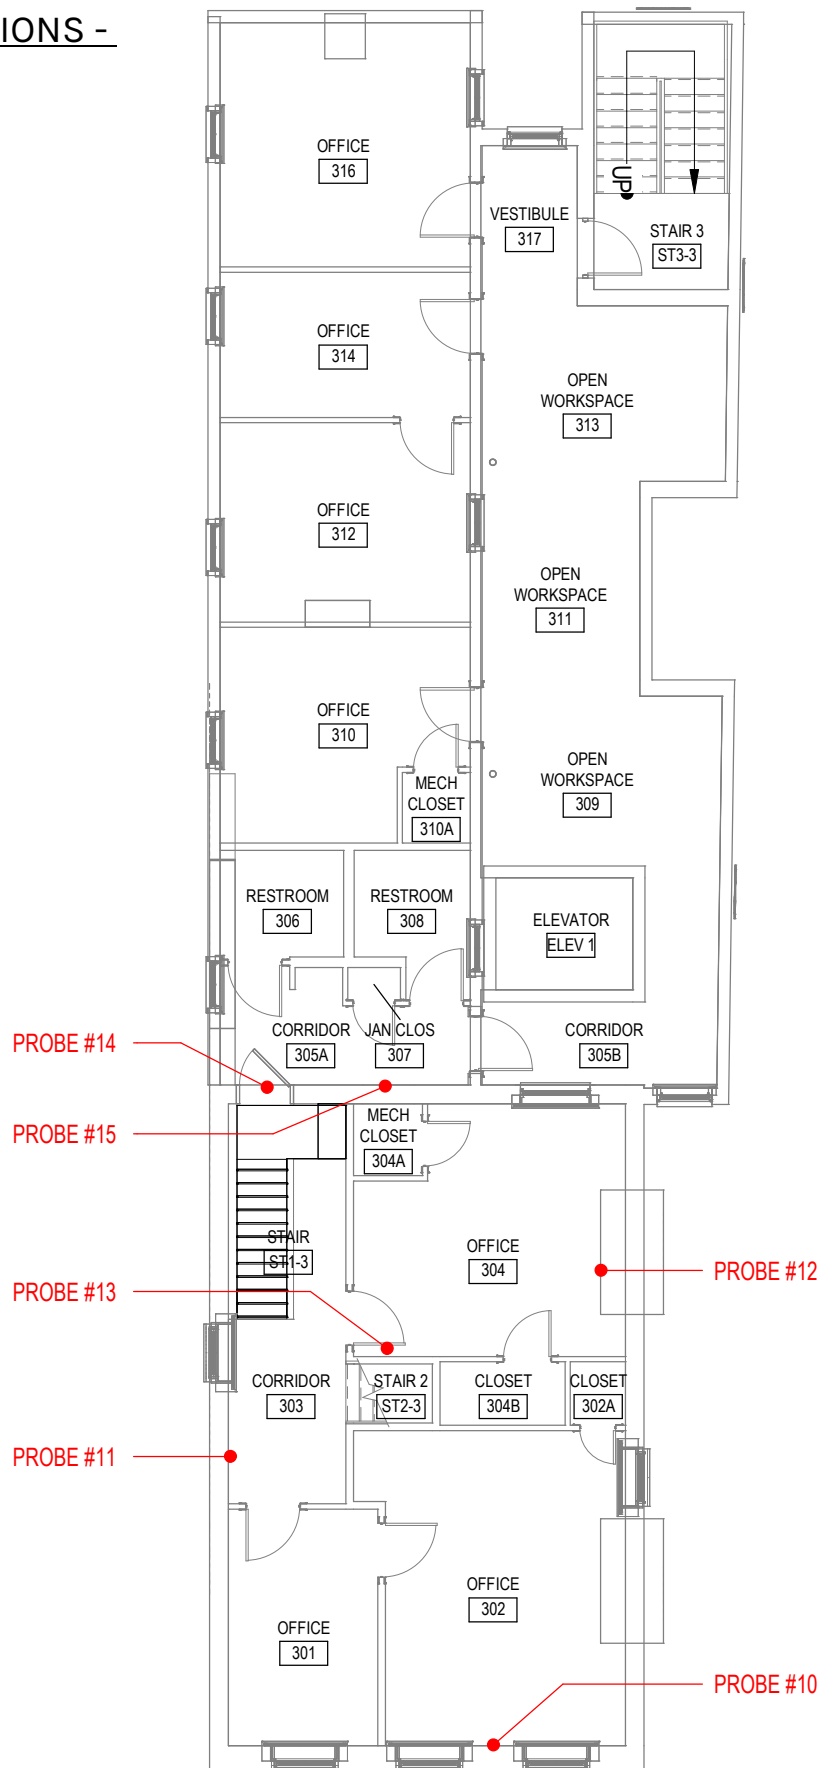 IONS -
OFFICE
316
UP
VESTIBULE
317
STAIR 3
ST3-3
OFFICE
314
OPEN
WORKSPACE
313
OFFICE
312
OPEN
WORKSPACE
311
OFFICE
310
OPEN
WORKSPACE
309
MECH
CLOSET
310A
RESTROOM
306
RESTROOM
308
ELEVATOR
ELEV 1
CORRIDOR
305A
JAN CLOS
307
CORRIDOR
305B
PROBE #14
PROBE #15
MECH
CLOSET
304A
STAIR
ST1-3
OFFICE
304
PROBE #12
PROBE #13
CORRIDOR
303
STAIR 2
ST2-3
CLOSET
304B
CLOSET
302A
PROBE #11
OFFICE
302
OFFICE
301
PROBE #10